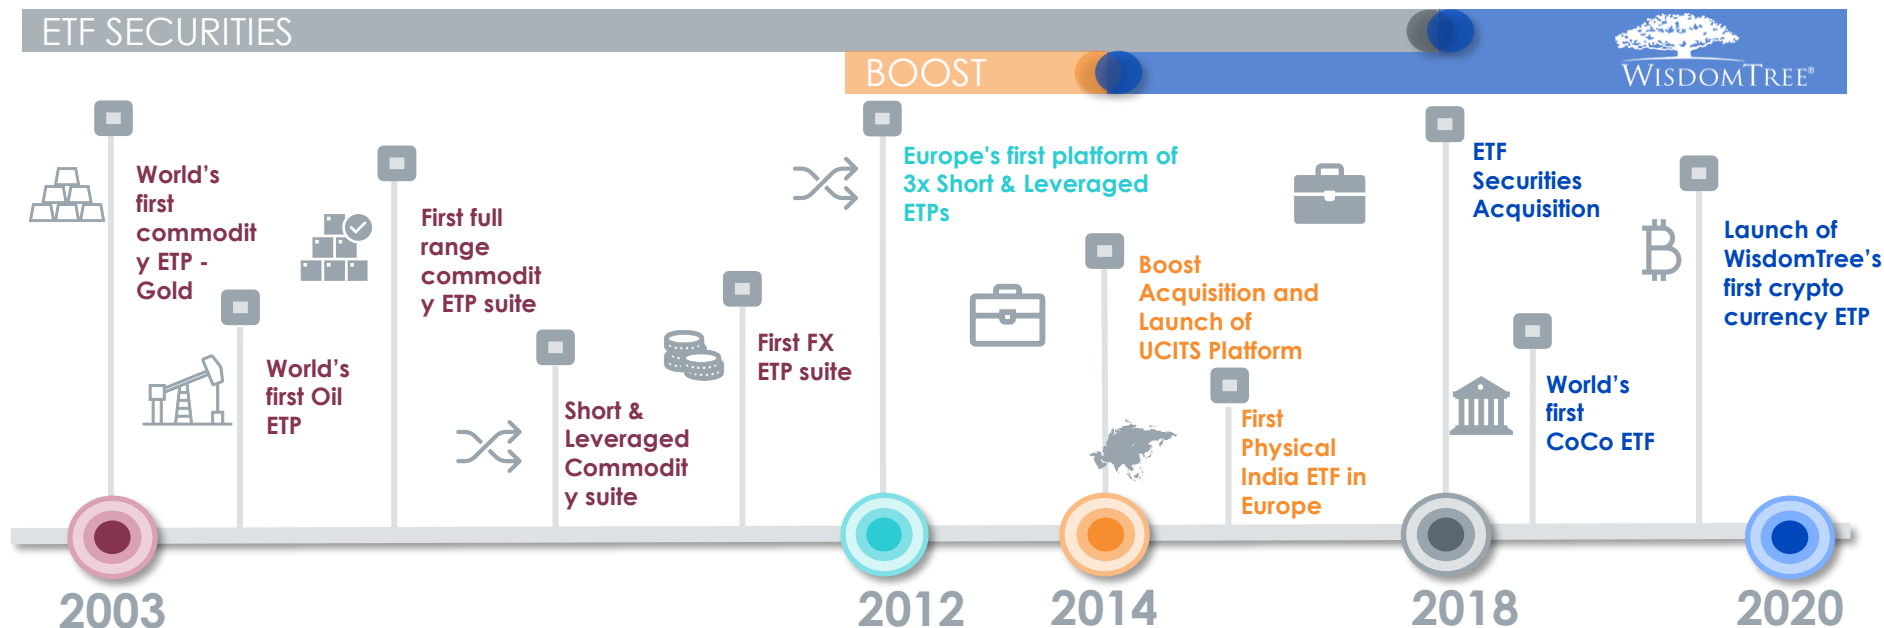 ETF SECURITIES
BOOST
WISDOMTREE®
World’s
first
commodit
y ETP -
Gold
World’s
first Oil
ETP
First full
range
commodit
y ETP suite
Short &
Leveraged
Commodit
y suite
First FX
ETP suite
Europe's first platform of
3x Short & Leveraged
ETPs
Boost
Acquisition and
Launch of
UCITS Platform
First
Physical
India ETF in
Europe
ETF
Securities
Acquisition
World’s
first
CoCo ETF
Launch of
WisdomTree’s
first crypto
currency ETP
2003
2012
2014
2018
2020